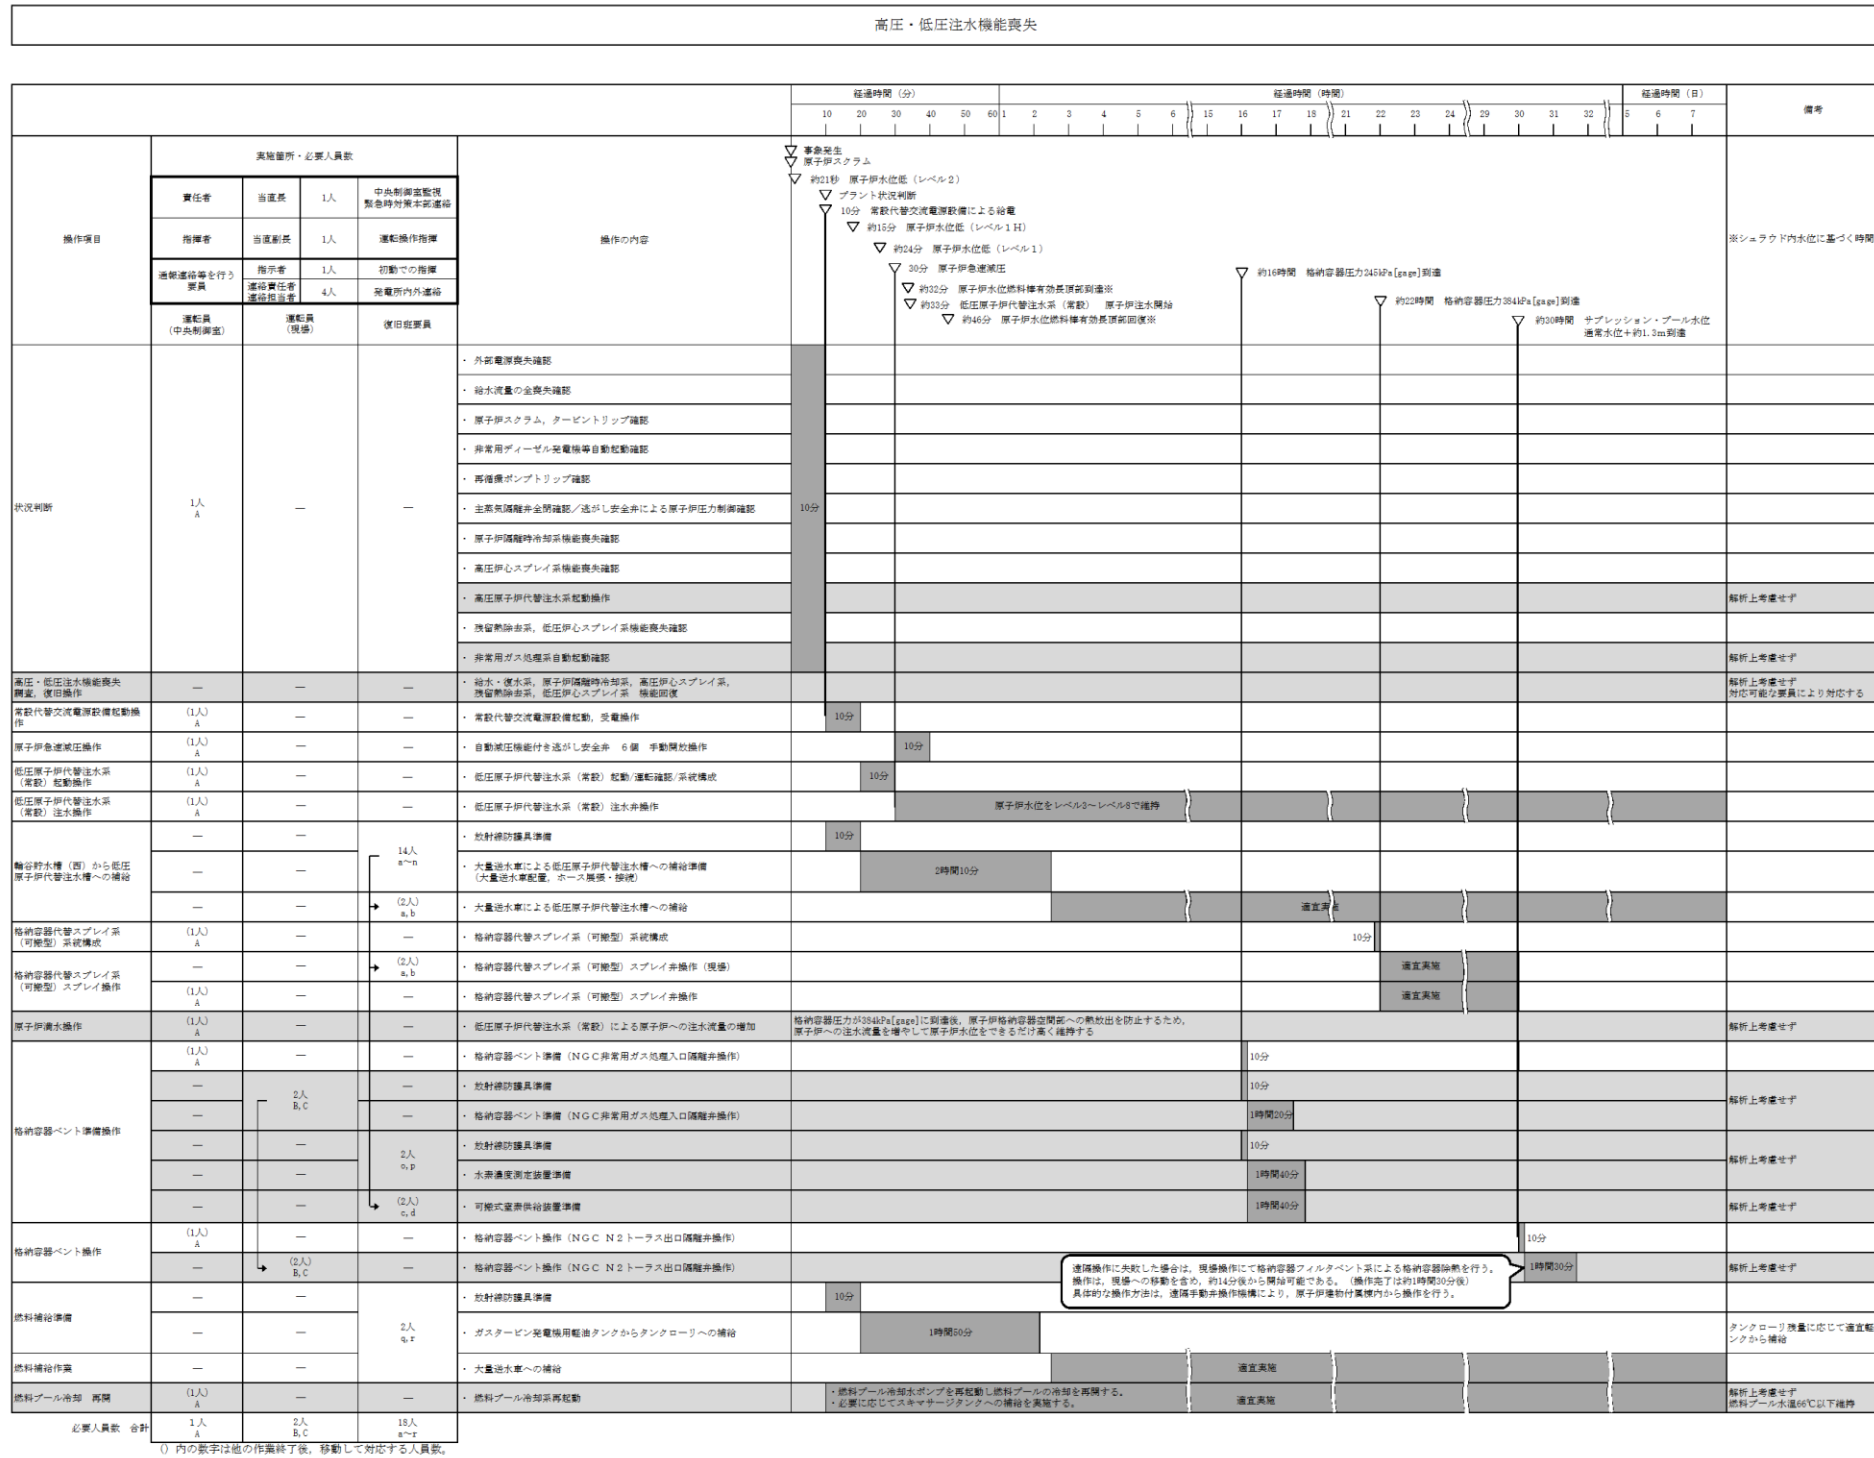 高圧・低圧注水機能喪失
経過時間（分）
経過時間（時間）
経過時間（日）
備考
10 20 30 40 50 60 1 2 3 4 5 6 15 16 17 18 21 22 23 24 29 30 31 32 5 6 7
操作項目
実施箇所・必要人員数
操作の内容
責任者 当直長 1人 中央制御室監視
緊急時対策本部連絡
指揮者 当直副長 1人 運転操作指揮
通報連絡等を行う
要員
指示者 1人 初動での指揮
連絡責任者
連絡担当者
4人 発電所内外連絡
運転員
（中央制御室）
運転員
（現場）
復旧班要員
事象発生
原子炉スクラム
約21秒 原子炉水位低（レベル２）
プラント状況判断
10分 常設代替交流電源設備による給電
約15分 原子炉水位低（レベル１Ｈ）
約24分 原子炉水位低（レベル１）
30分 原子炉急速減圧
約32分 原子炉水位燃料棒有効長頂部到達※
約33分 低圧原子炉代替注水系（常設） 原子炉注水開始
約46分 原子炉水位燃料棒有効長頂部回復※
約16時間 格納容器圧力245kPa[gage]到達
約22時間 格納容器圧力384kPa[gage]到達
約30時間 サプレッション・プール水位
通常水位＋約1.3m到達
※シュラウド内水位に基づく時間
状況判断
1人
A
―
―
・ 外部電源喪失確認
・ 給水流量の全喪失確認
・ 原子炉スクラム，タービントリップ確認
・ 非常用ディーゼル発電機等自動起動確認
・ 再循環ポンプトリップ確認
・ 主蒸気隔離弁全閉確認／逃がし安全弁による原子炉圧力制御確認
10分
・ 原子炉隔離時冷却系機能喪失確認
・ 高圧炉心スプレイ系機能喪失確認
・ 高圧原子炉代替注水系起動操作
解析上考慮せず
・ 残留熱除去系，低圧炉心スプレイ系機能喪失確認
・ 非常用ガス処理系自動起動確認
解析上考慮せず
高圧・低圧注水機能喪失
調査，復旧操作
― ― ―
・ 給水・復水系，原子炉隔離時冷却系，高圧炉心スプレイ系，
残留熱除去系，低圧炉心スプレイ系 機能回復
解析上考慮せず
対応可能な要員により対応する
常設代替交流電源設備起動操
作
（1人）
A
― ―
・ 常設代替交流電源設備起動，受電操作
10分
原子炉急速減圧操作
（1人）
A
― ―
・ 自動減圧機能付き逃がし安全弁 ６個 手動開放操作
10分
低圧原子炉代替注水系
（常設）起動操作
（1人）
A
― ―
・ 低圧原子炉代替注水系（常設）起動/運転確認/系統構成
10分
低圧原子炉代替注水系
（常設）注水操作
（1人）
A
― ―
・ 低圧原子炉代替注水系（常設）注水弁操作
原子炉水位をレベル3～レベル8で維持
輪谷貯水槽（西）から低圧
原子炉代替注水槽への補給
― ―
14人
a～n
・ 放射線防護具準備
10分
― ―
・ 大量送水車による低圧原子炉代替注水槽への補給準備
（大量送水車配置，ホース展張・接続）
2時間10分
― ―
（2人）
a,b
・ 大量送水車による低圧原子炉代替注水槽への補給
適宜実施
格納容器代替スプレイ系
（可搬型）系統構成
（1人）
A
― ―
・ 格納容器代替スプレイ系（可搬型）系統構成
10分
格納容器代替スプレイ系
（可搬型）スプレイ操作
― ―
（2人）
a,b
・ 格納容器代替スプレイ系（可搬型）スプレイ弁操作（現場）
適宜実施
（1人）
A
― ―
・ 格納容器代替スプレイ系（可搬型）スプレイ弁操作
適宜実施
原子炉満水操作
（1人）
A
― ―
・ 低圧原子炉代替注水系（常設）による原子炉への注水流量の増加
格納容器圧力が384kPa[gage]に到達後，原子炉格納容器空間部への熱放出を防止するため，
原子炉への注水流量を増やして原子炉水位をできるだけ高く維持する
解析上考慮せず
格納容器ベント準備操作
（1人）
A
― ―
・ 格納容器ベント準備（ＮＧＣ非常用ガス処理入口隔離弁操作）
10分
―
2人
B,C
―
・ 放射線防護具準備
10分
解析上考慮せず
― ―
・ 格納容器ベント準備（ＮＧＣ非常用ガス処理入口隔離弁操作）
1時間20分
― ―
2人
o,p
・ 放射線防護具準備
10分
解析上考慮せず
― ―
・ 水素濃度測定装置準備
1時間40分
― ―
（2人）
c,d
・ 可搬式窒素供給装置準備
1時間40分
解析上考慮せず
格納容器ベント操作
（1人）
A
― ―
・ 格納容器ベント操作（ＮＧＣ Ｎ２トーラス出口隔離弁操作）
10分
―
（2人）
B,C
―
・ 格納容器ベント操作（ＮＧＣ Ｎ２トーラス出口隔離弁操作）
遠隔操作に失敗した場合は，現場操作にて格納容器フィルタベント系による格納容器除熱を行う。
操作は，現場への移動を含め，約14分後から開始可能である。（操作完了は約1時間30分後）
具体的な操作方法は，遠隔手動弁操作機構により，原子炉建物付属棟内から操作を行う。
1時間30分
解析上考慮せず
燃料補給準備
― ―
2人
q,r
・ 放射線防護具準備
10分
― ―
・ ガスタービン発電機用軽油タンクからタンクローリへの補給
1時間50分
タンクローリ残量に応じて適宜軽
ンクから補給
燃料補給作業
― ―
・ 大量送水車への補給
適宜実施
燃料プール冷却 再開
（1人）
A
― ―
・ 燃料プール冷却系再起動
・燃料プール冷却水ポンプを再起動し燃料プールの冷却を再開する。
・必要に応じてスキマサージタンクへの補給を実施する。
適宜実施
解析上考慮せず
燃料プール水温66℃以下維持
必要人員数 合計
1人
A
2人
B,C
18人
a～r
（）内の数字は他の作業終了後，移動して対応する人員数。